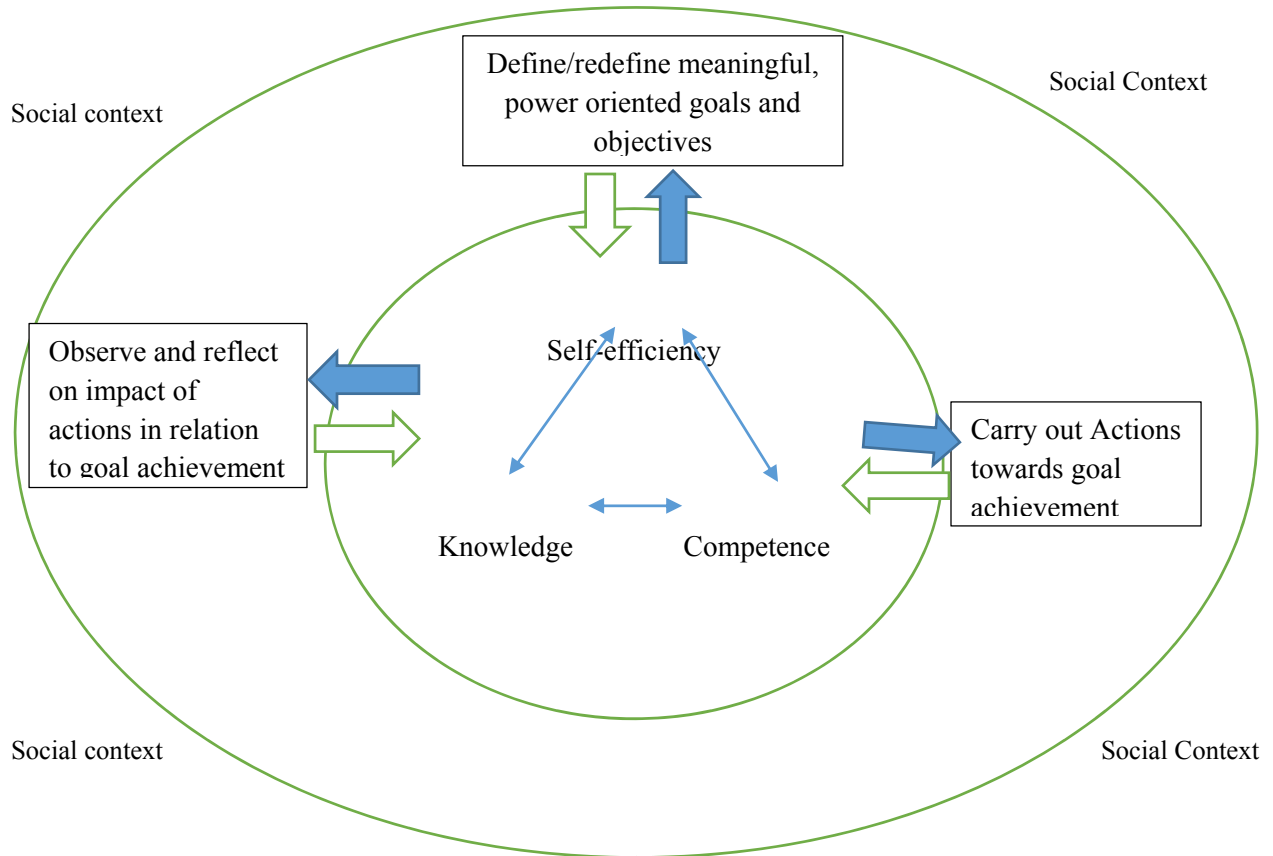 Define/redefine meaningful,
power oriented goals and
objectives
Social Context
Social context
Self-efficiency
Observe and reflect
on impact of
actions in relation
to goal achievement
Carry out Actions
towards goal
achievement
Knowledge
Competence
Social context
Social Context